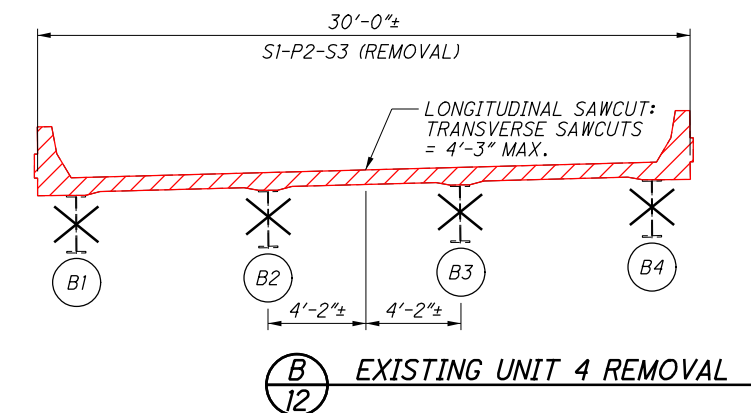 30'-0"±
S1-P2-S3 (REMOVAL)
LONGITUDINAL SAWCUT:
TRANSVERSE SAWCUTS
= 4'-3" MAX.
B1
B2
B3
B4
4'-2"±
4'-2"±
B
12
EXISTING UNIT 4 REMOVAL